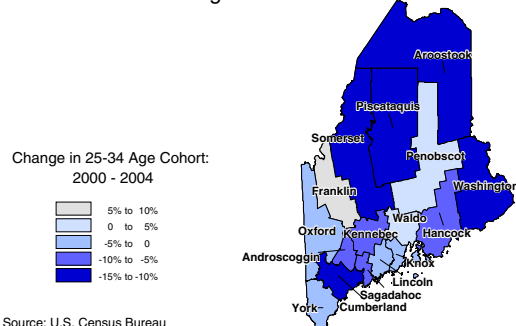 Aroostook
Piscataquis
Somerset
Penobscot
Change in 25-34 Age Cohort:
2000 - 2004
Washington
Franklin
5% to 10%
0 to 5%
-5% to 0
-10% to -5%
-15% to -10%
Waldo
Oxford
Kennebec
Hancock
Androscoggin
Knox
Lincoln
Sagadahoc
York
Cumberland
Source: U.S. Census Bureau